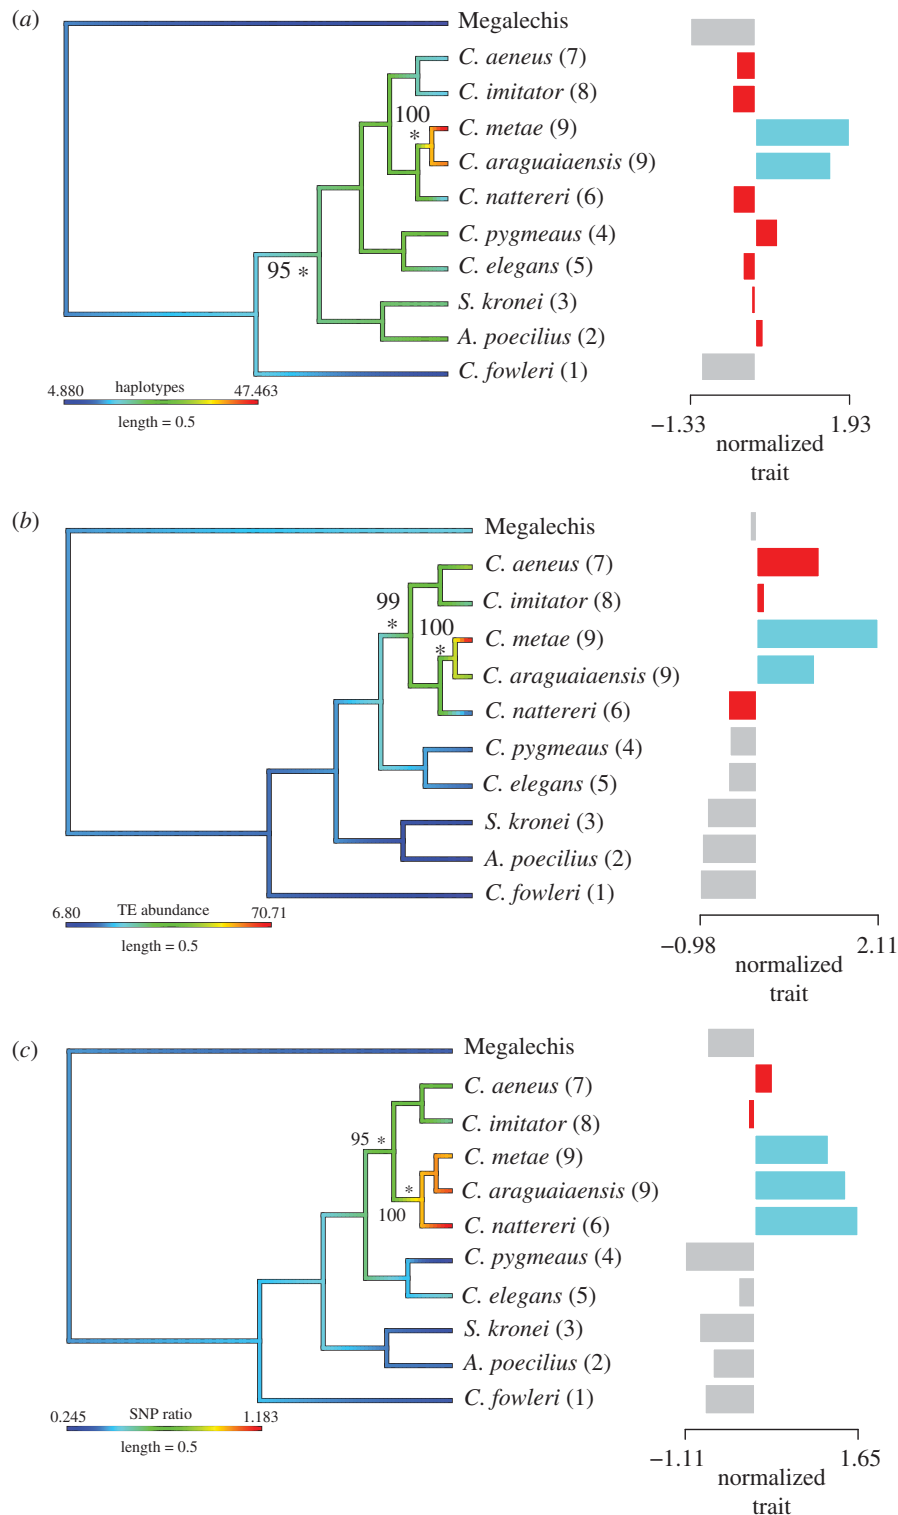 (a)
Megalechis
C. aeneus (7)
C. imitator (8)
100
*
C. metae (9)
C. araguaiaensis (9)
C. nattereri (6)
C. pygmeaus (4)
95 *
C. elegans (5)
S. kronei (3)
A. poecilius (2)
C. fowleri (1)
4.880 haplotypes 47.463
length = 0.5
−1.33 1.93
normalized
trait
(b)
Megalechis
C. aeneus (7)
99
*
C. imitator (8)
100
*
C. metae (9)
C. araguaiaensis (9)
C. nattereri (6)
C. pygmeaus (4)
C. elegans (5)
S. kronei (3)
A. poecilius (2)
C. fowleri (1)
6.80 TE abundance 70.71
length = 0.5
−0.98 2.11
normalized
trait
(c)
Megalechis
C. aeneus (7)
C. imitator (8)
95 *
C. metae (9)
*
C. araguaiaensis (9)
100
C. nattereri (6)
C. pygmeaus (4)
C. elegans (5)
S. kronei (3)
A. poecilius (2)
C. fowleri (1)
0.245 SNP ratio 1.183
length = 0.5
−1.11 1.65
normalized
trait